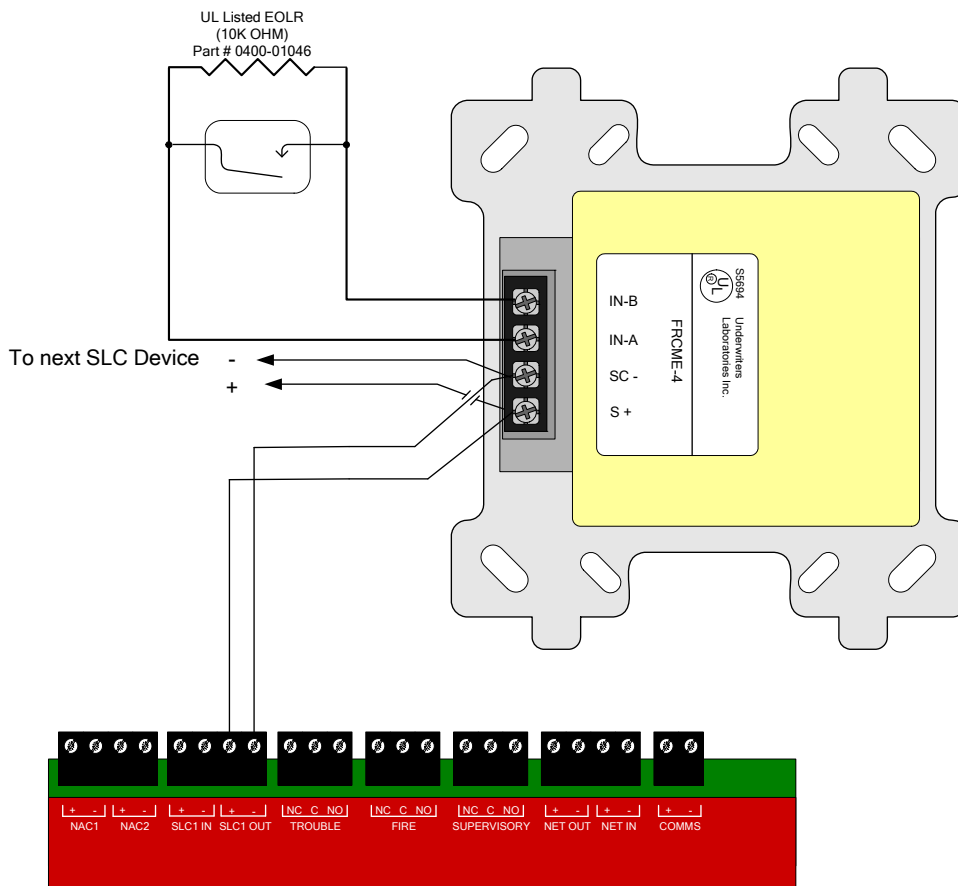 UL Listed EOLR
(10K OHM)
Part # 0400-01046
To next SLC Device -
+
IN-B
IN-A
SC -
S +
FRCME-4
UL
®
S5694
Underwriters
Laboratories Inc.
+ - + - + - + - NC C NO NC C NO NC C NO + - + - + -
NAC1 NAC2 SLC1 IN SLC1 OUT TROUBLE FIRE SUPERVISORY NET OUT NET IN COMMS